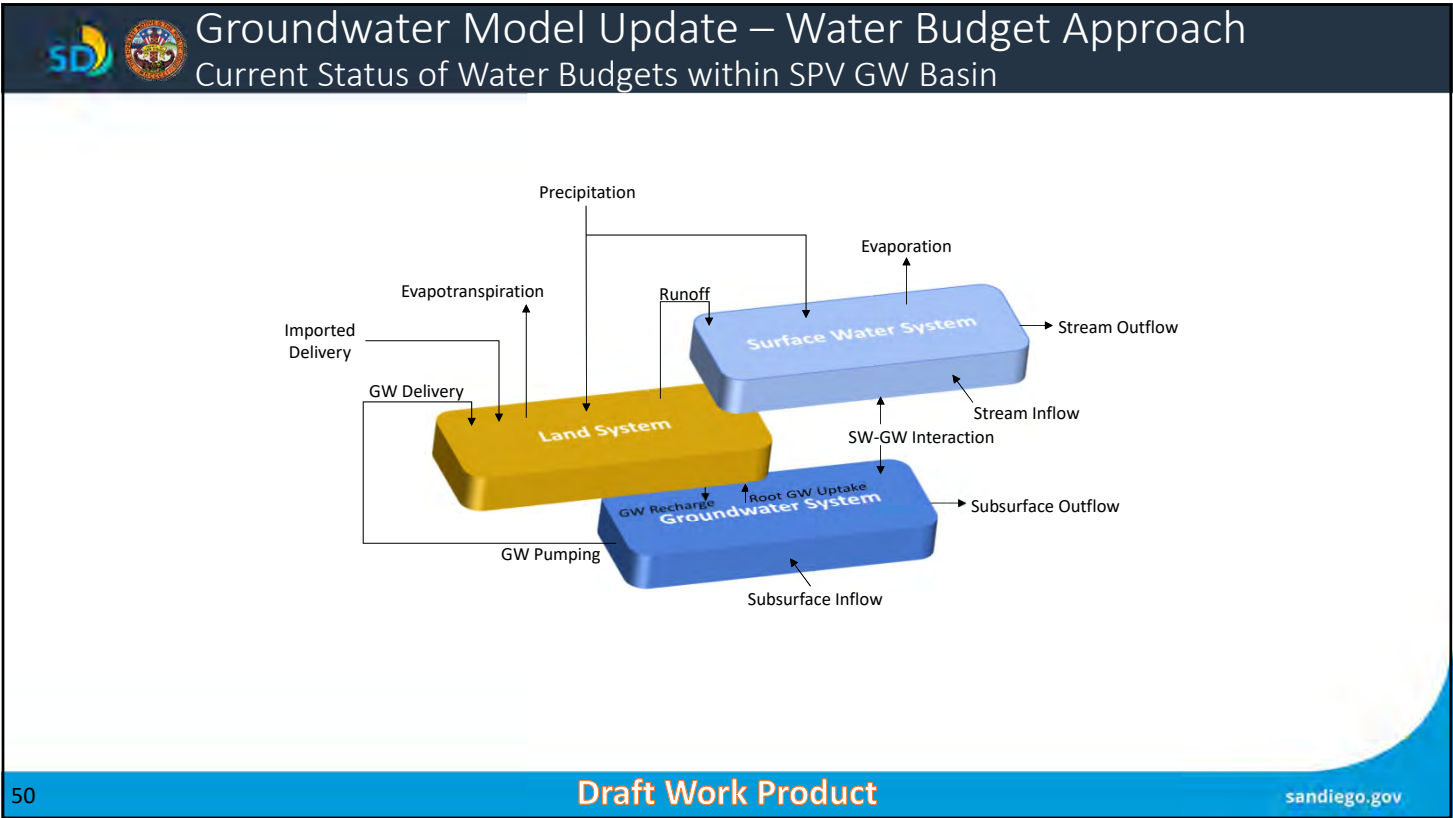 SD
Groundwater Model Update – Water Budget Approach
Current Status of Water Budgets within SPV GW Basin
Precipitation
Evaporation
Evapotranspiration
Runoff
Imported
Delivery
Surface Water System
Stream Outflow
GW Delivery
Stream Inflow
Land System
SW-GW Interaction
Root GW Uptake
GW Recharge
Groundwater System
Subsurface Outflow
GW Pumping
Subsurface Inflow
50
Draft Work Product
sandiego.gov